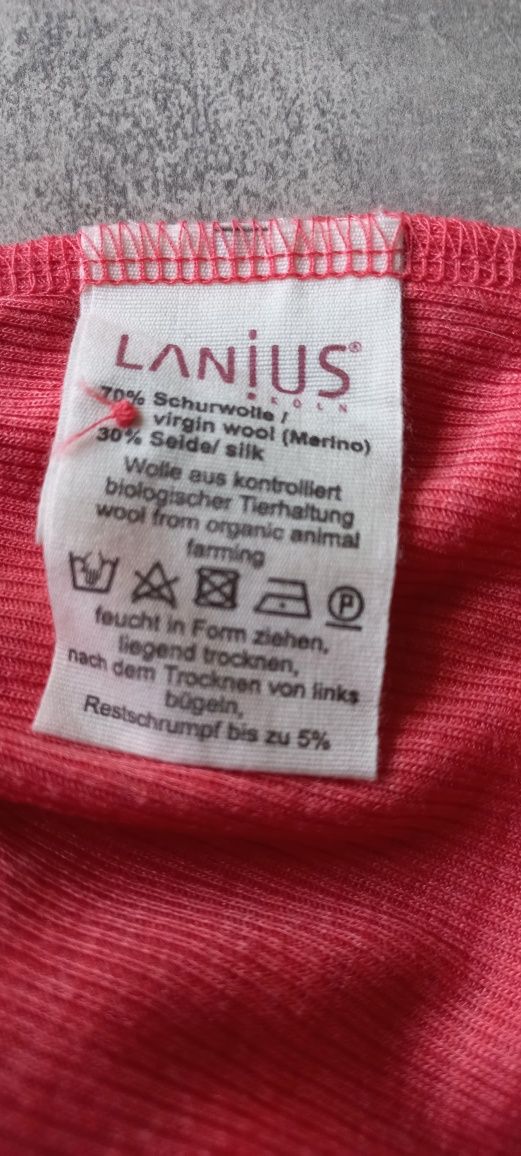 LANIUS®
KÖLN
70% Schurwolle /
virgin wool (Merino)
30% Seide/ silk
Wolle aus kontrolliert
biologischer Tierhaltung
wool from organic animal
farming
P
feucht in Form ziehen,
liegend trocknen,
nach dem Trocknen von links
bügeln,
Restschrumpf bis zu 5%